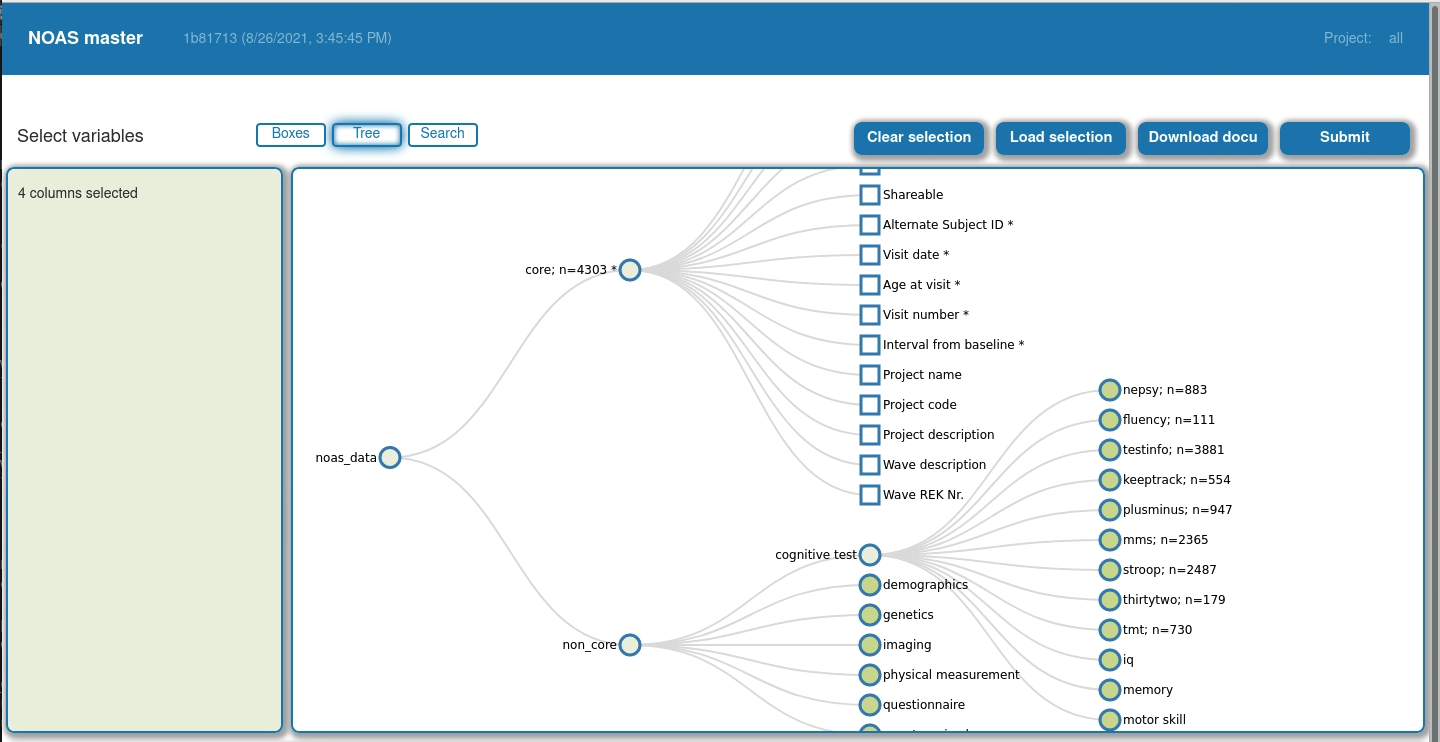 NOAS master 1b81713 (8/26/2021, 3:45:45 PM) Project: all
Select variables Boxes Tree Search Clear selection Load selection Download docu Submit
4 columns selected
Shareable
Alternate Subject ID *
Visit date *
core; n=4303 *
Age at visit *
Visit number *
Interval from baseline *
Project name
nepsy; n=883
Project code
fluency; n=111
Project description
testinfo; n=3881
noas_data
Wave description
keeptrack; n=554
Wave REK Nr.
plusminus; n=947
mms; n=2365
cognitive test
stroop; n=2487
demographics
thirtytwo; n=179
genetics
tmt; n=730
non_core
imaging
iq
physical measurement
memory
questionnaire
motor skill